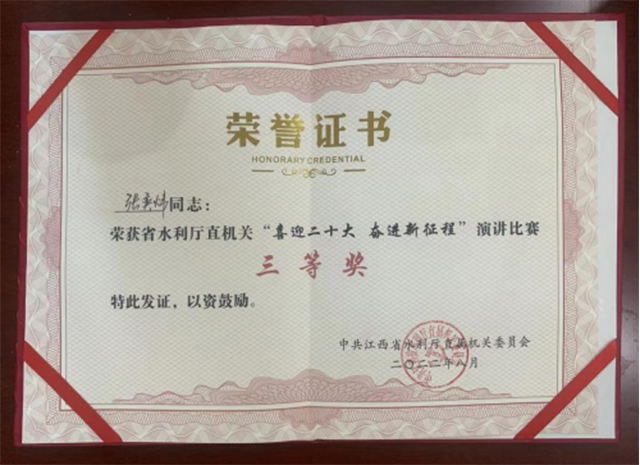 荣誉证书
HONORARY CREDENTIAL
张奕炜同志：
荣获省水利厅直机关“喜迎二十大 奋进新征程”演讲比赛
三等奖
特此发证，以资鼓励。
中共江西省水利厅直属机关委员会
二〇二二年八月